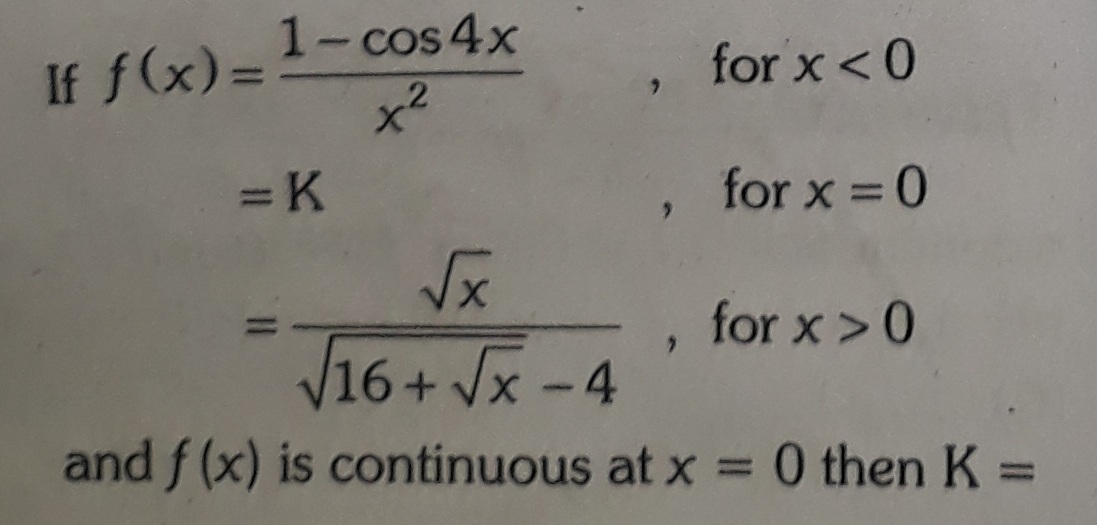 If f(x) = \frac{1 - cos 4x}{x^2} , for x < 0
= K , for x = 0
= \frac{\sqrt{x}}{\sqrt{16 + \sqrt{x}} - 4} , for x > 0
and f (x) is continuous at x = 0 then K =